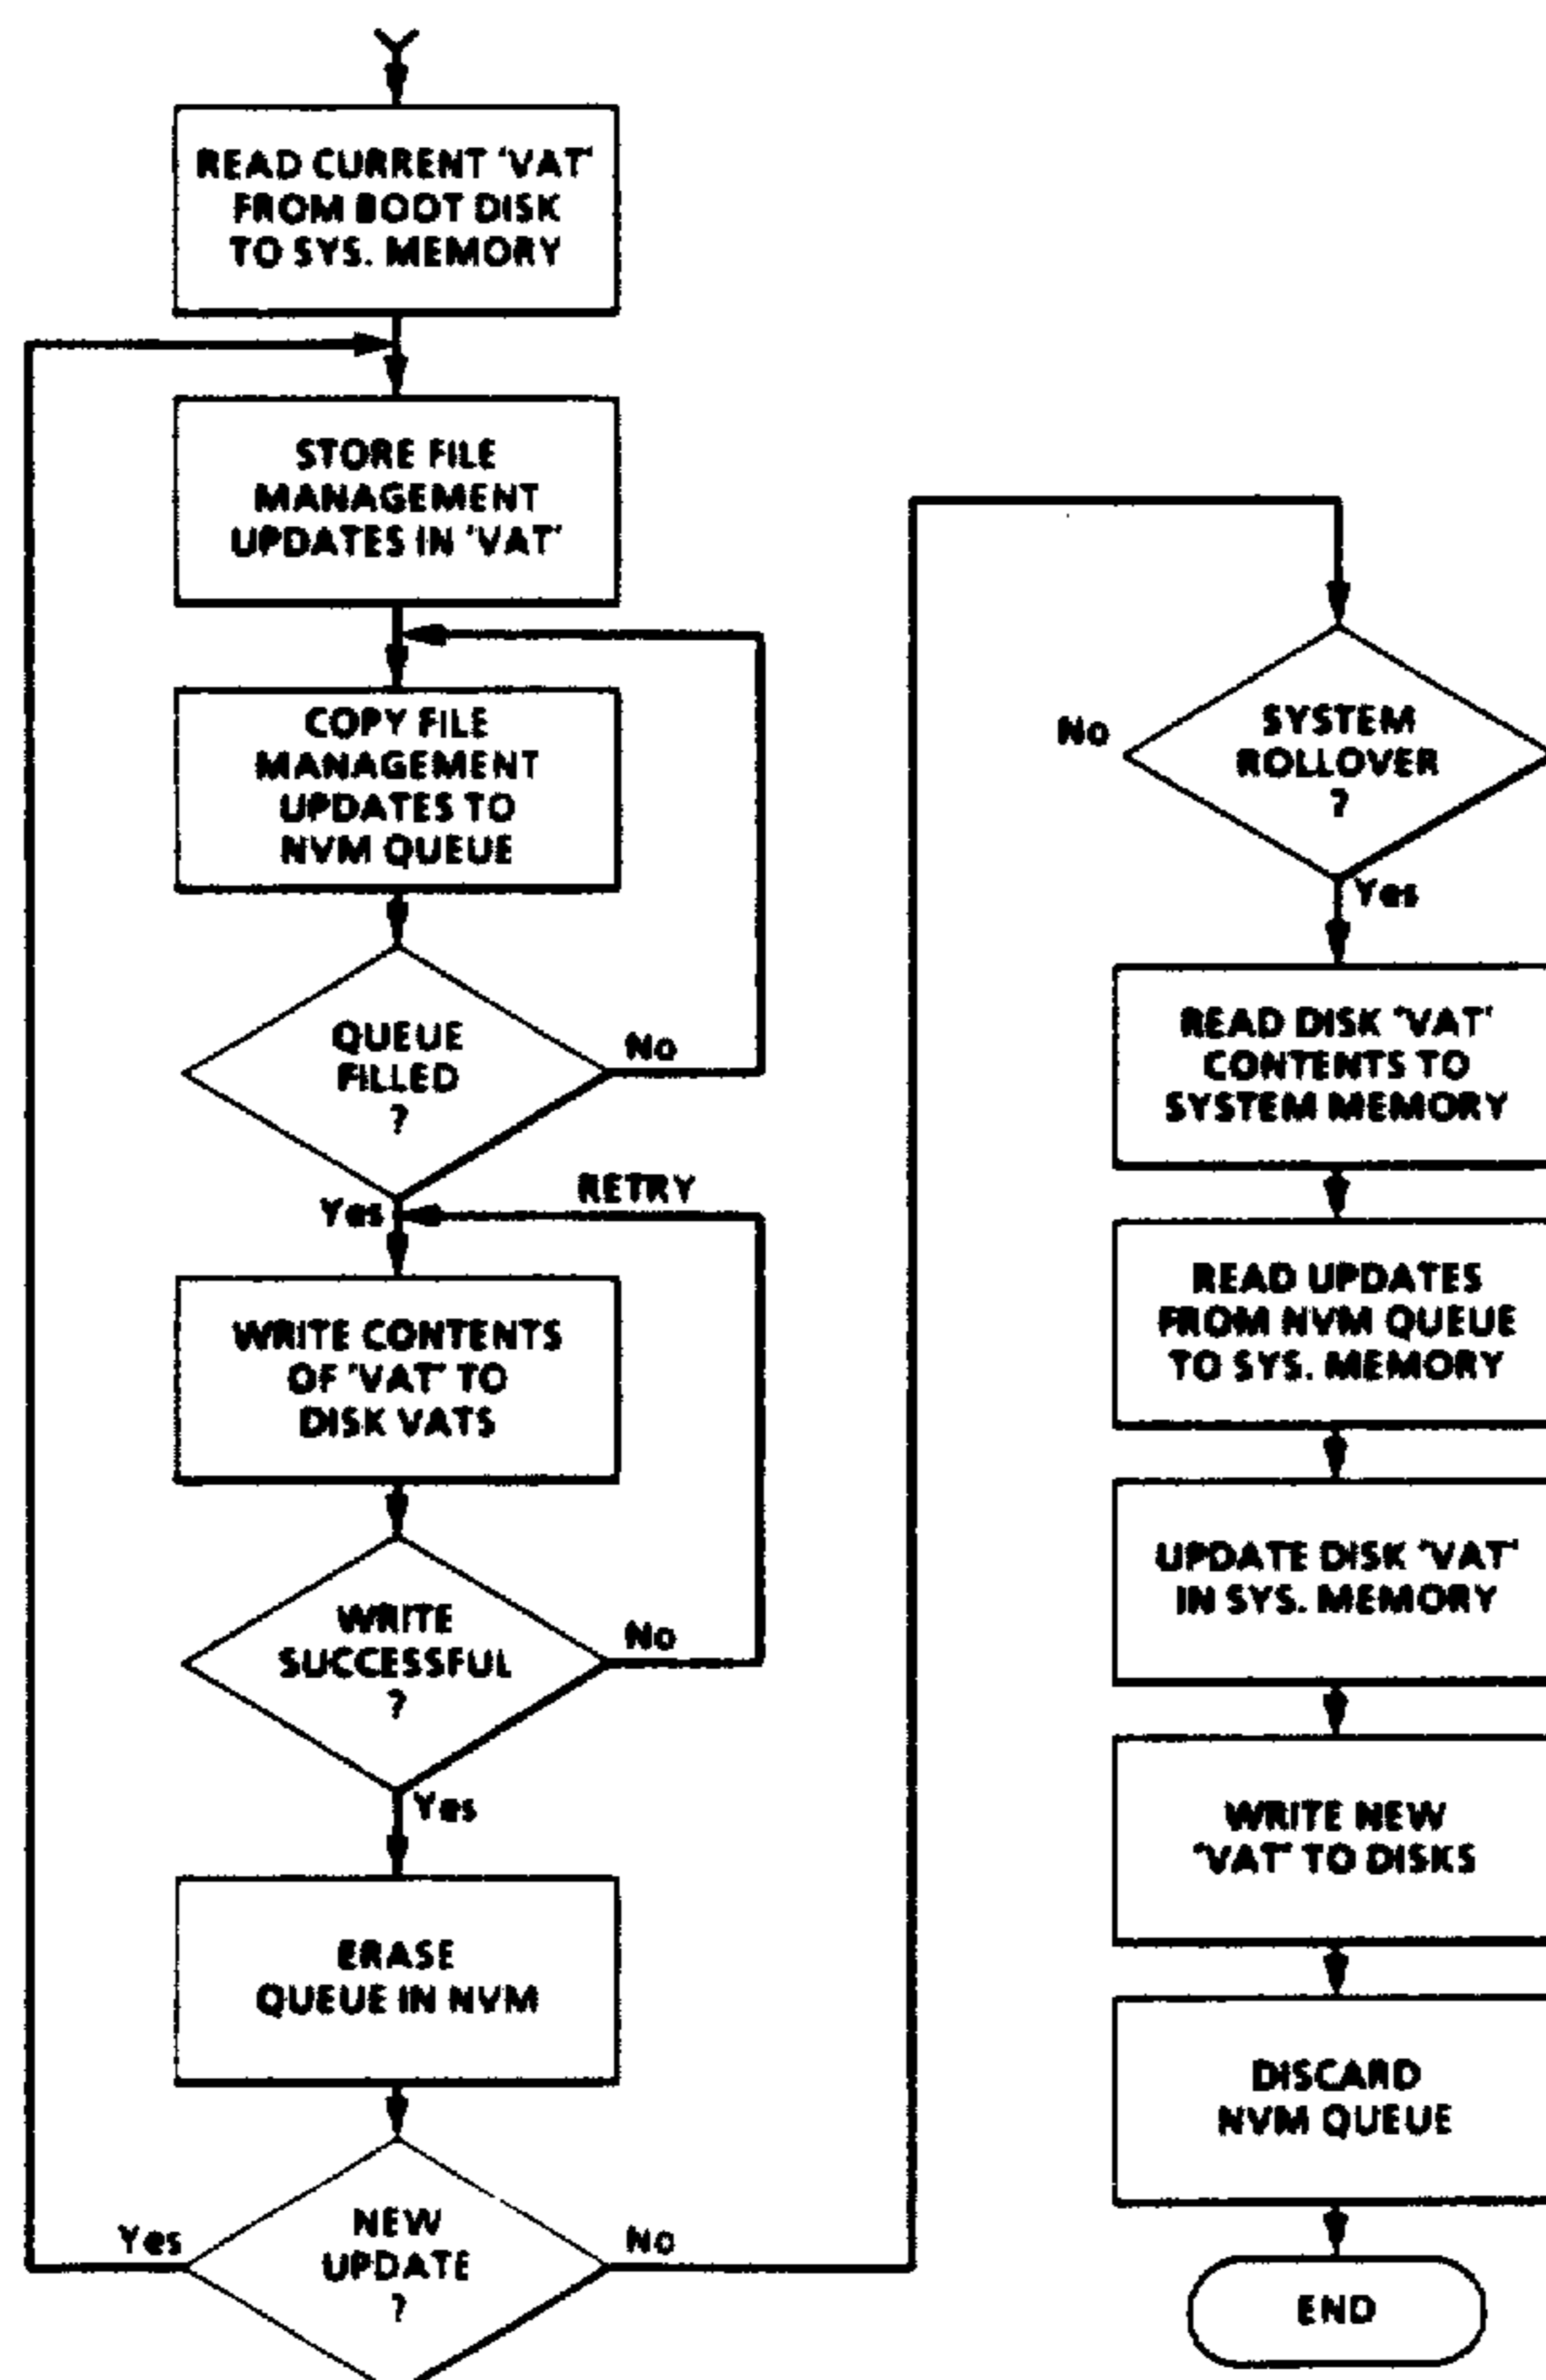 READ CURRENT 'VAT'
FROM BOOT DISK
TO SYS. MEMORY
STORE FILE
MANAGEMENT
UPDATES IN 'VAT'
COPY FILE
MANAGEMENT
UPDATES TO
NVM QUEUE
QUEUE
FILLED
?
No
Yes
RETRY
WRITE CONTENTS
OF 'VAT' TO
DISK VATS
WRITE
SUCCESSFUL
?
No
Yes
ERASE
QUEUE IN NVM
NEW
UPDATE
?
Yes
No
SYSTEM
ROLLOVER
?
No
Yes
READ DISK 'VAT'
CONTENTS TO
SYSTEM MEMORY
READ UPDATES
FROM NVM QUEUE
TO SYS. MEMORY
UPDATE DISK 'VAT'
IN SYS. MEMORY
WRITE NEW
'VAT' TO DISKS
DISCARD
NVM QUEUE
END